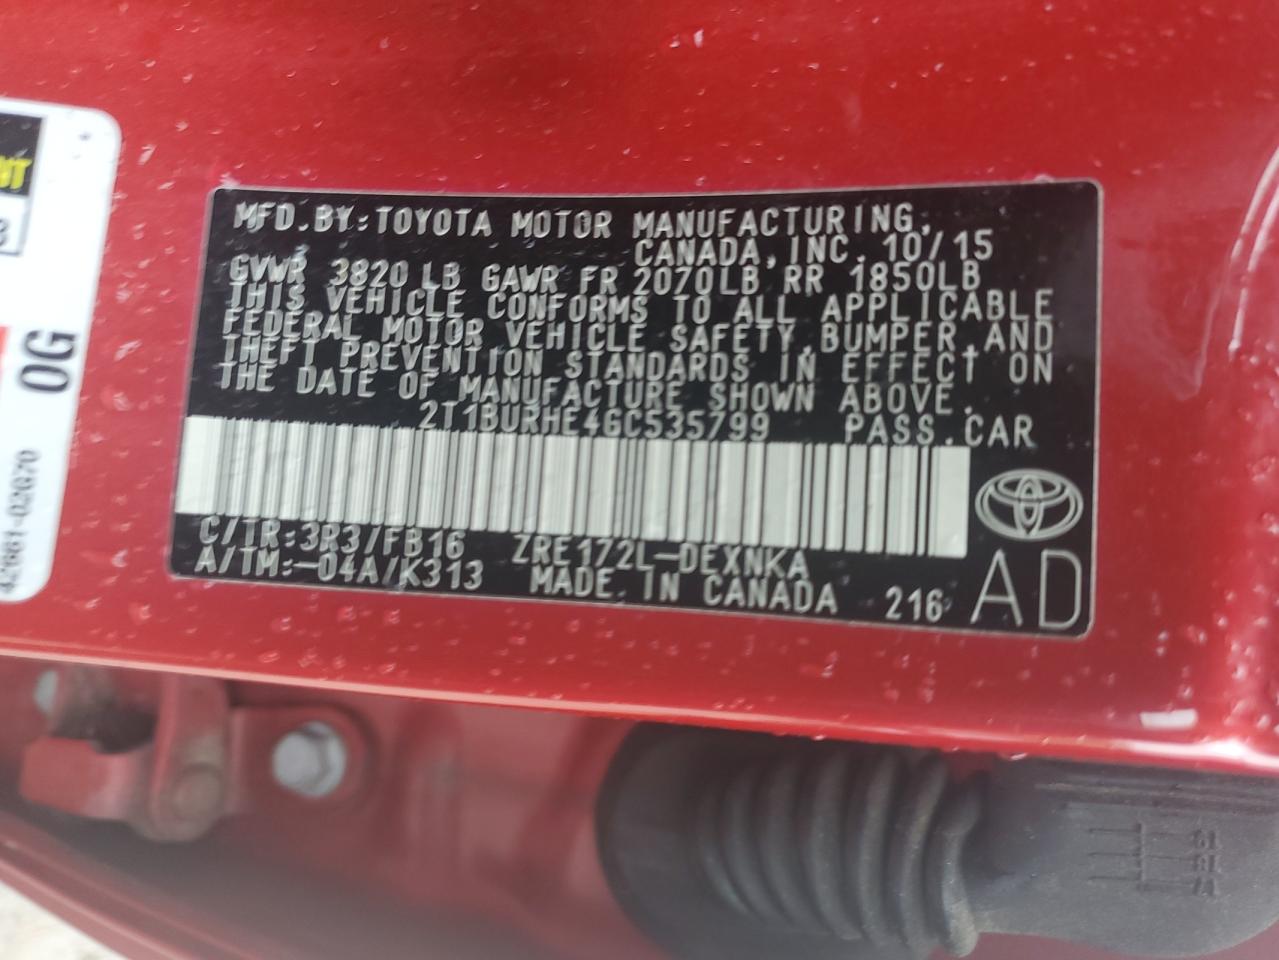 MFD.BY:TOYOTA MOTOR MANUFACTURING,
CANADA,INC. 10/15
GVWR 3820 LB GAWR FR 2070LB RR 1850LB
THIS VEHICLE CONFORMS TO ALL APPLICABLE
FEDERAL MOTOR VEHICLE SAFETY,BUMPER,AND
THEFT PREVENTION STANDARDS IN EFFECT ON
THE DATE OF MANUFACTURE SHOWN ABOVE.
2T1BURHE4GC535799 PASS.CAR
C/TR:3R3/FB16 ZRE172L-DEXNKA
A/TM:-04A/K313 MADE IN CANADA 216
AD
0G
42661-02G70